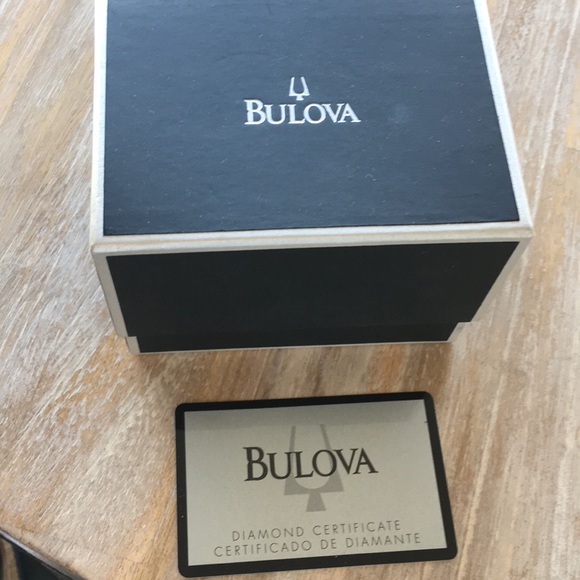 BULOVA
BULOVA
DIAMOND CERTIFICATE
CERTIFICADO DE DIAMANTE